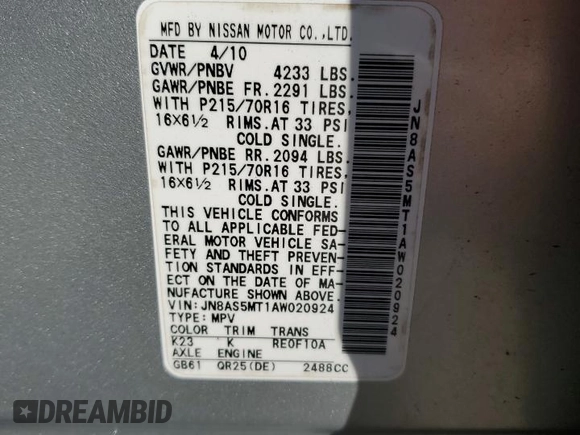 MFD BY NISSAN MOTOR CO.,LTD.
DATE 4/10
GVWR/PNBV 4233 LBS.
GAWR/PNBE FR. 2291 LBS.
WITH P215/70R16 TIRES,
16X6½ RIMS. AT 33 PSI
COLD SINGLE.
GAWR/PNBE RR. 2094 LBS.
WITH P215/70R16 TIRES,
16X6½ RIMS. AT 33 PSI
COLD SINGLE.
THIS VEHICLE CONFORMS
TO ALL APPLICABLE FED-
ERAL MOTOR VEHICLE SA-
FETY AND THEFT PREVEN-
TION STANDARDS IN EFF-
ECT ON THE DATE OF MA-
NUFACTURE SHOWN ABOVE.
VIN: JN8AS5MT1AW020924
TYPE: MPV
COLOR TRIM TRANS
K23 K RE0F10A
AXLE ENGINE
GB61 QR25(DE) 2488CC
JN8AS5MT1AW020924
DREAMBID